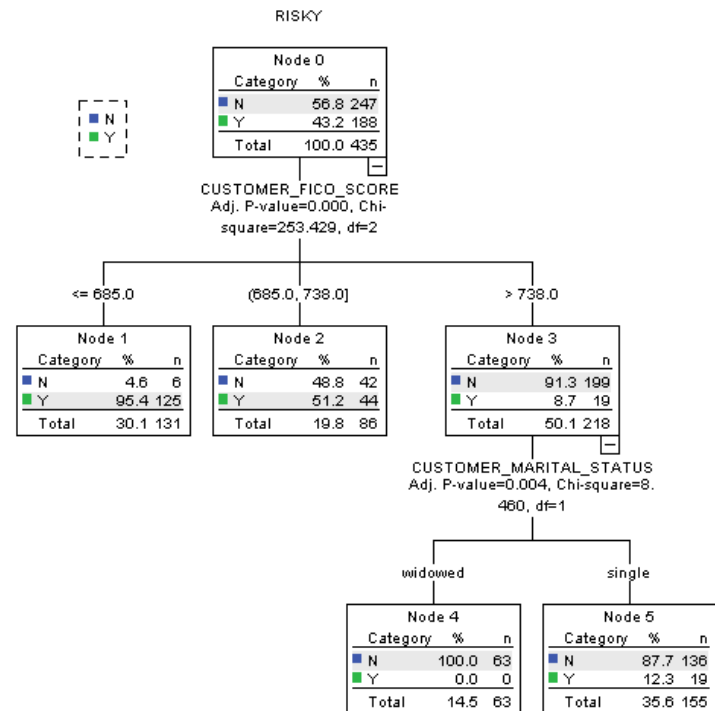 RISKY
N
Y
Node 0
Category % n
N 56.8 247
Y 43.2 188
Total 100.0 435
CUSTOMER_FICO_SCORE
Adj. P-value=0.000, Chi-
square=253.429, df=2
<= 685.0
(685.0, 738.0]
> 738.0
Node 1
Category % n
N 4.6 6
Y 95.4 125
Total 30.1 131
Node 2
Category % n
N 48.8 42
Y 51.2 44
Total 19.8 86
Node 3
Category % n
N 91.3 199
Y 8.7 19
Total 50.1 218
CUSTOMER_MARITAL_STATUS
Adj. P-value=0.004, Chi-square=8.
460, df=1
widowed
single
Node 4
Category % n
N 100.0 63
Y 0.0 0
Total 14.5 63
Node 5
Category % n
N 87.7 136
Y 12.3 19
Total 35.6 155